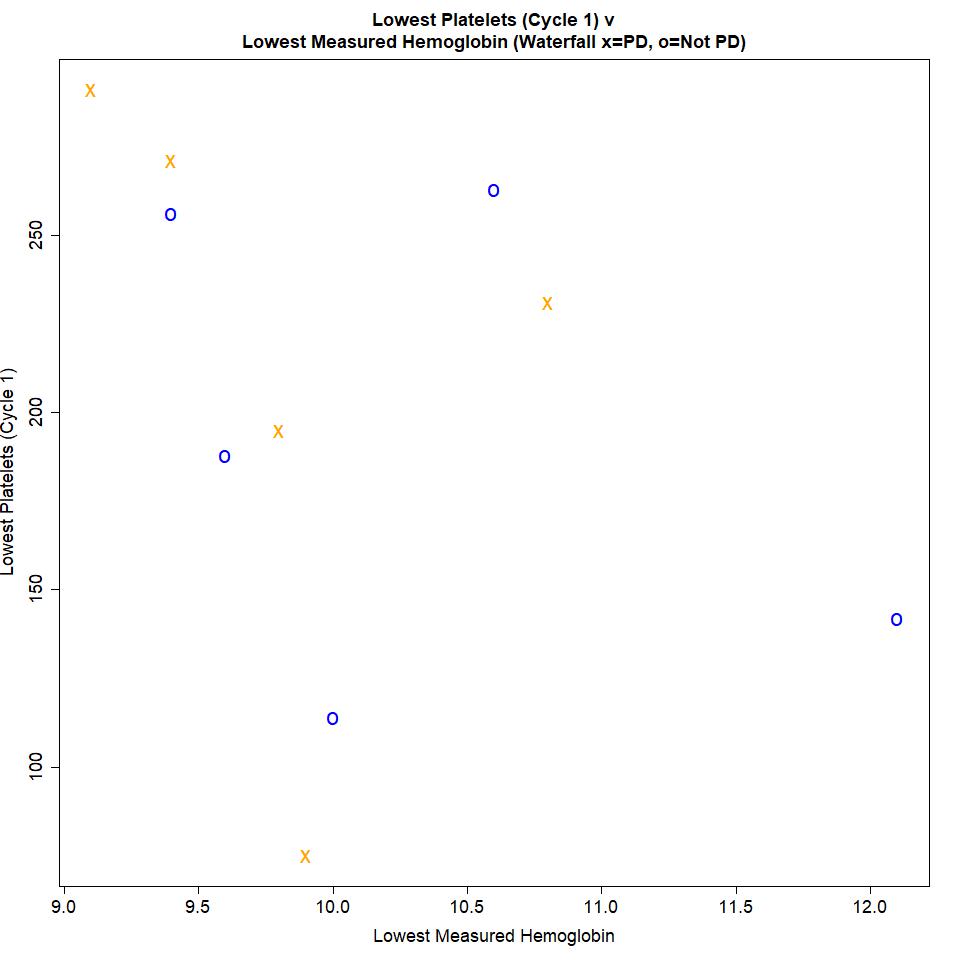 Lowest Platelets (Cycle 1) v
Lowest Measured Hemoglobin (Waterfall x=PD, o=Not PD)
Lowest Platelets (Cycle 1)
250
200
150
100
x
x
o
o
x
x
o
o
o
x
9.0 9.5 10.0 10.5 11.0 11.5 12.0
Lowest Measured Hemoglobin